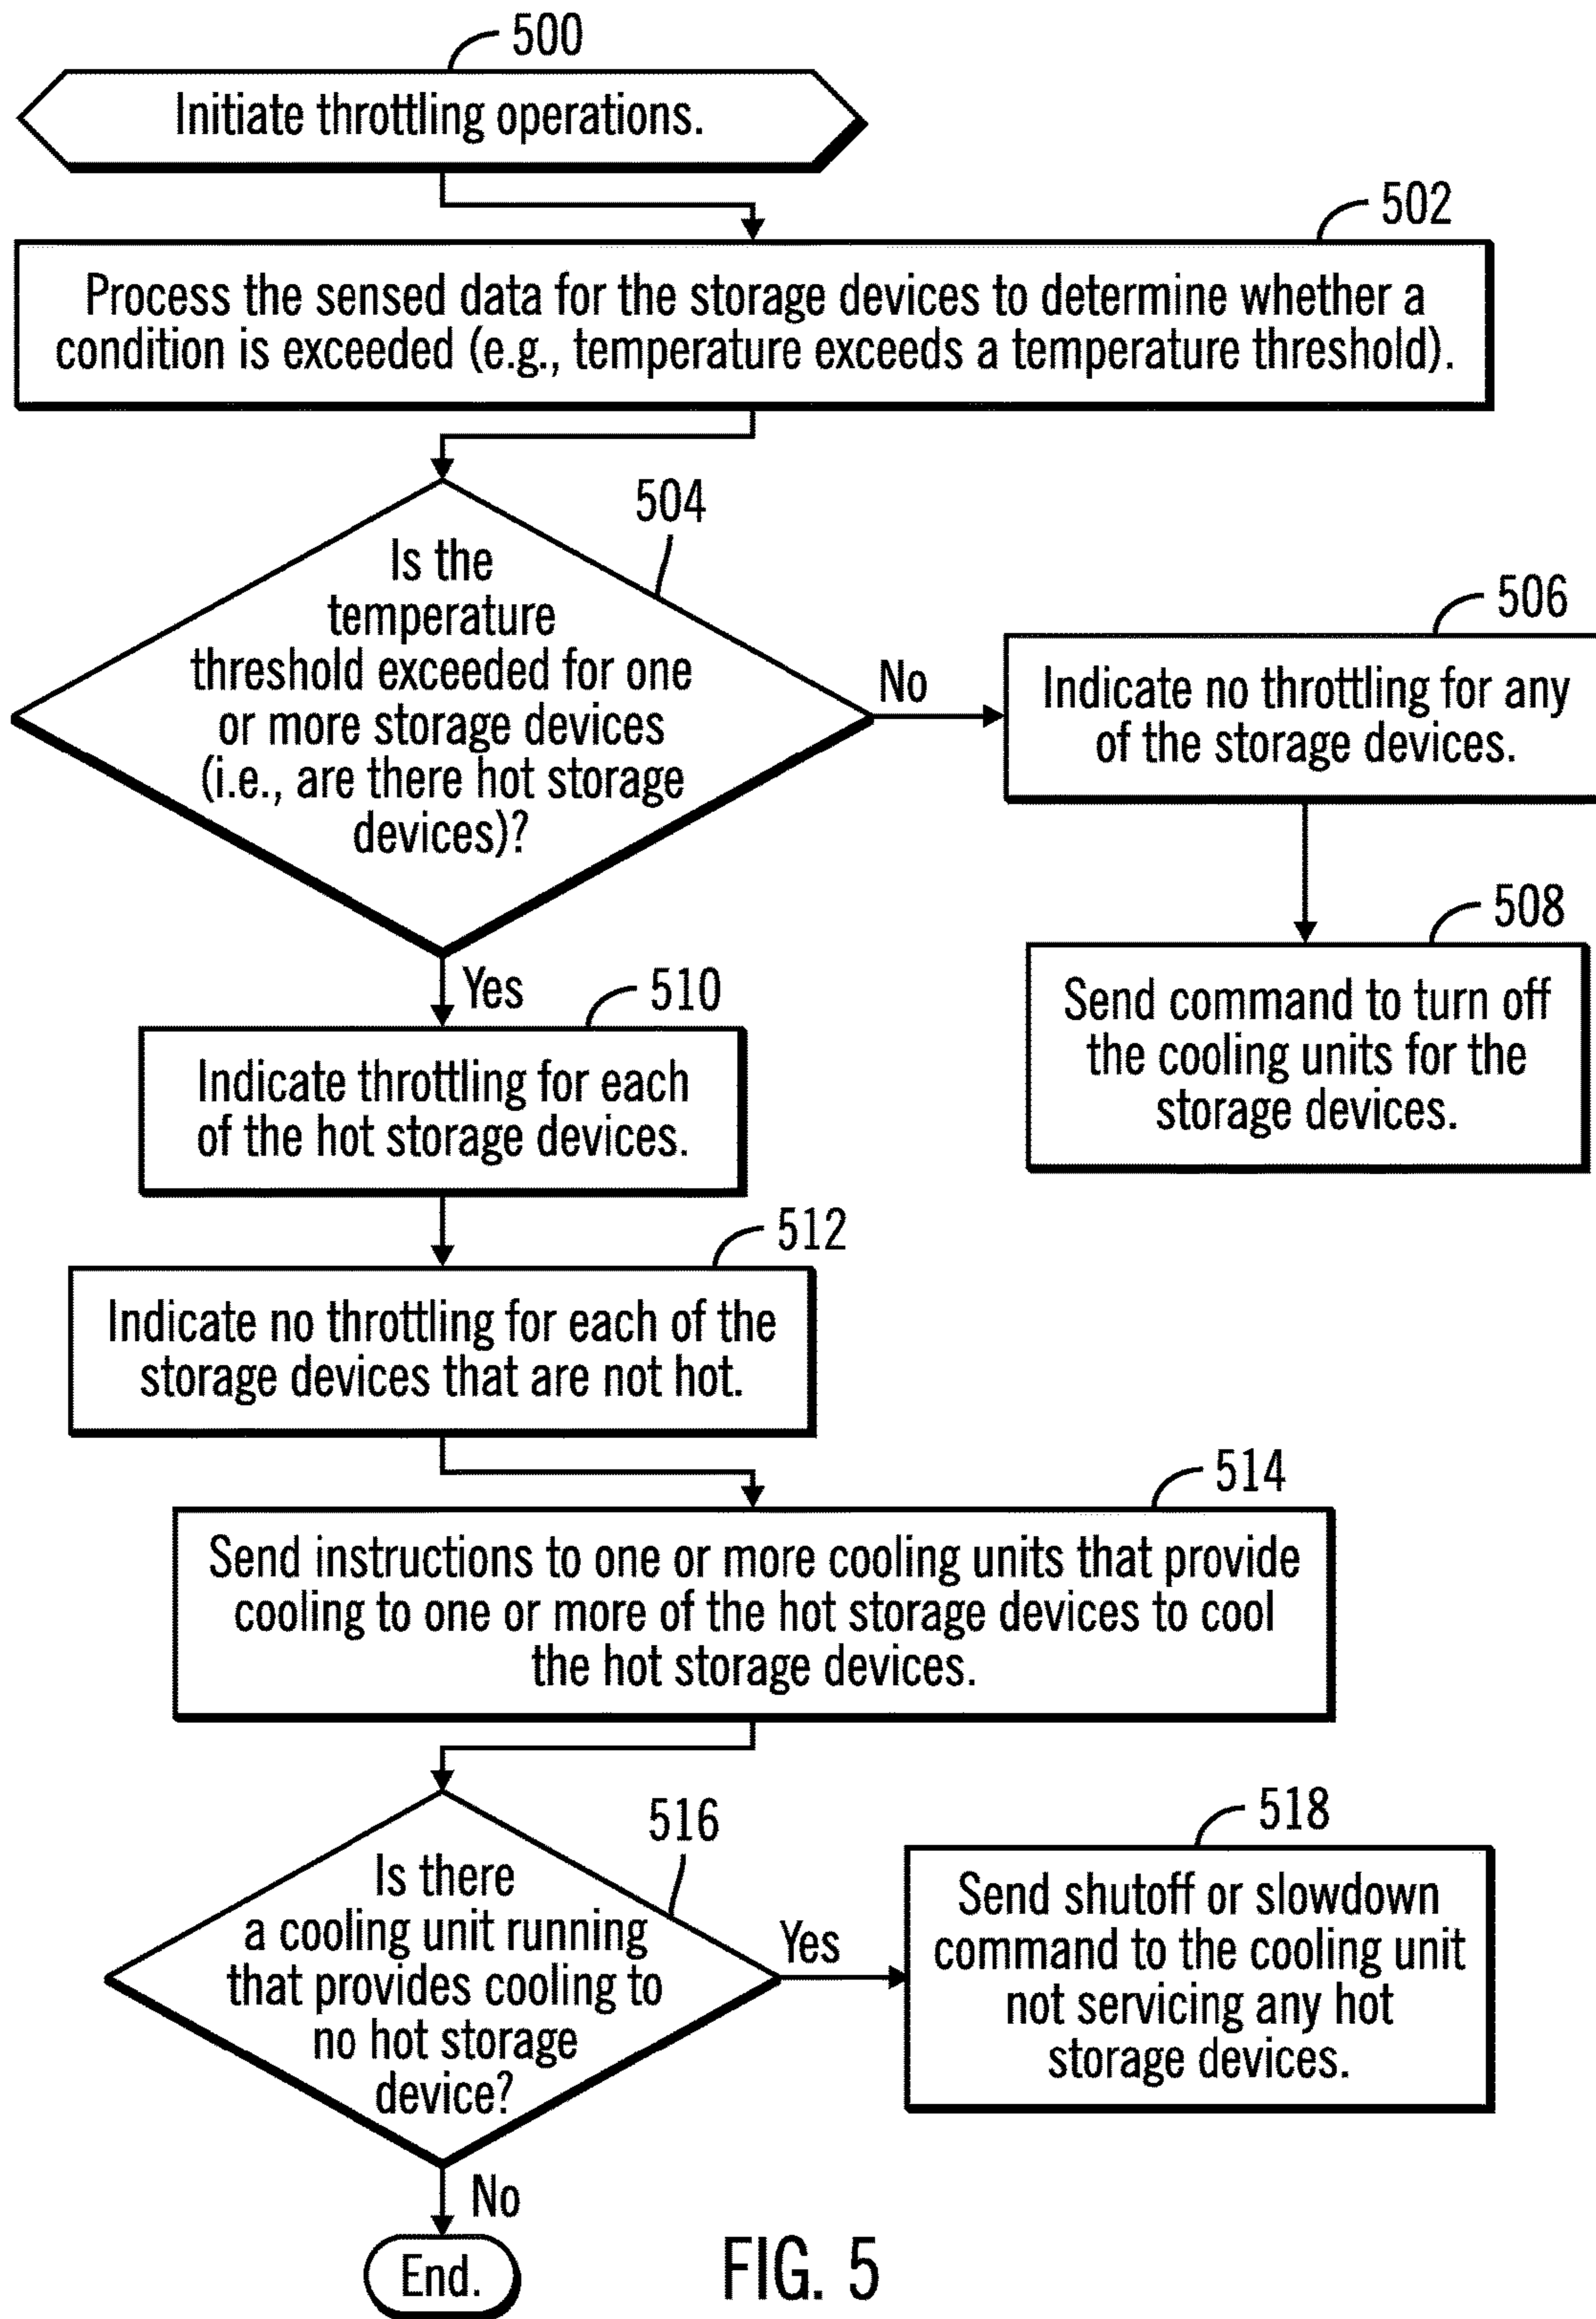 500
Initiate throttling operations.
502
Process the sensed data for the storage devices to determine whether a
condition is exceeded (e.g., temperature exceeds a temperature threshold).
504
Is the
temperature
threshold exceeded for one
or more storage devices
(i.e., are there hot storage
devices)?
No
506
Indicate no throttling for any
of the storage devices.
508
Send command to turn off
the cooling units for the
storage devices.
Yes
510
Indicate throttling for each
of the hot storage devices.
512
Indicate no throttling for each of the
storage devices that are not hot.
514
Send instructions to one or more cooling units that provide
cooling to one or more of the hot storage devices to cool
the hot storage devices.
516
Is there
a cooling unit running
that provides cooling to
no hot storage
device?
Yes
518
Send shutoff or slowdown
command to the cooling unit
not servicing any hot
storage devices.
No
End.
FIG. 5